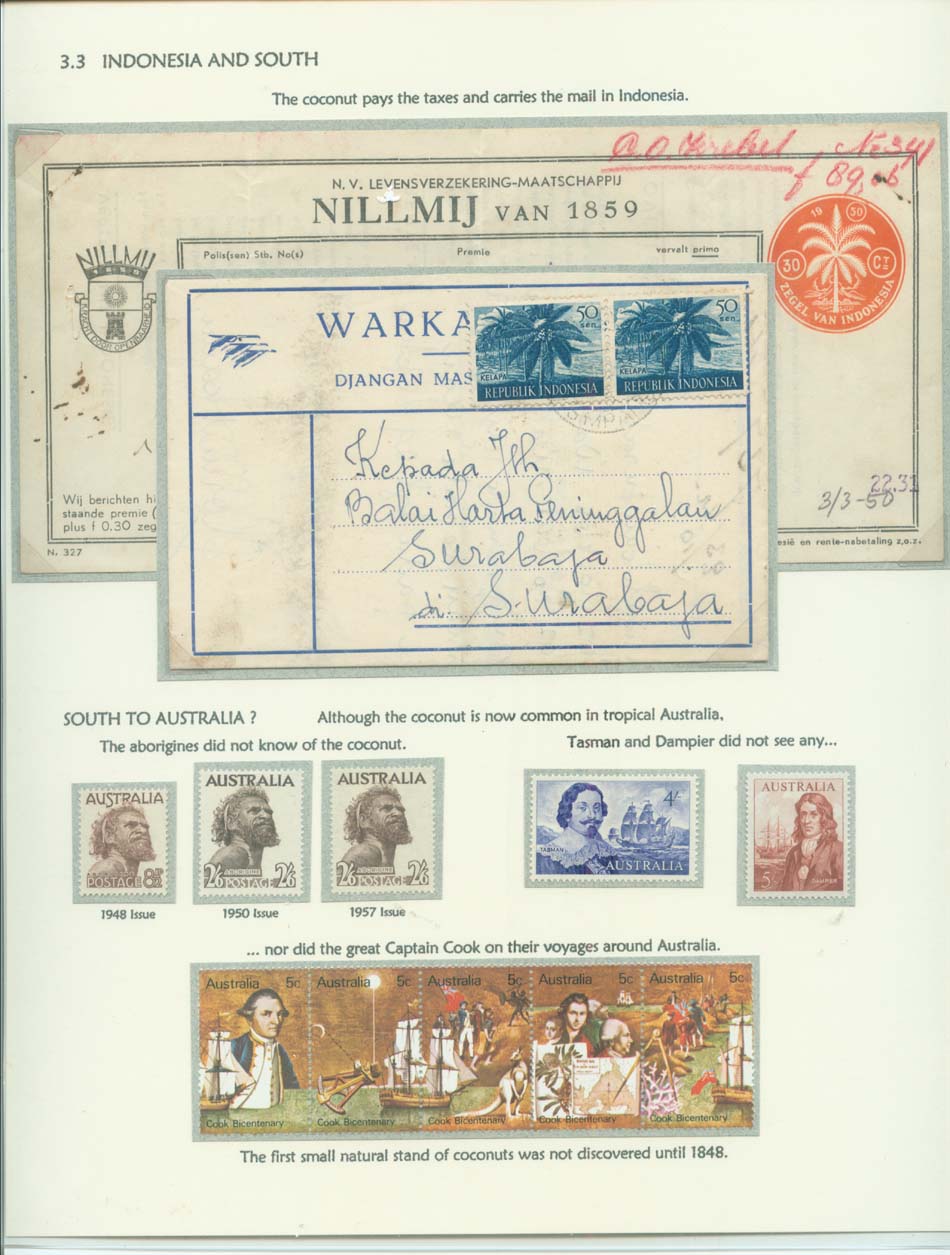 3.3 INDONESIA AND SOUTH
The coconut pays the taxes and carries the mail in Indonesia.
No 341
f 89,06
N. V. LEVENSVERZEKERING-MAATSCHAPPIJ
NILLMIJ VAN 1859
NILLMIJ
Polis(sen) Stb. No(s) Premie vervalt primo
19 50
30 CT
ZEGEL VAN INDONESIA
WARKA
DJANGAN MAS
50 sen
KELAPA
REPUBLIK INDONESIA
50 sen
KELAPA
REPUBLIK INDONESIA
Kepada Jth.
Balai Harta Peninggalan
Surabaja
di Surabaja
Wij berichten hi
staande premie (
plus f 0.30 zeg
N. 327
22.31
3/3-50
esië en rente-nabetaling z.o.z.
SOUTH TO AUSTRALIA ? Although the coconut is now common in tropical Australia,
The aborigines did not know of the coconut. Tasman and Dampier did not see any...
AUSTRALIA
POSTAGE 8½D
AUSTRALIA
ABORIGINE
2/6 POSTAGE 2/6
AUSTRALIA
ABORIGINE
2/6 POSTAGE 2/6
4/-
TASMAN
AUSTRALIA
AUSTRALIA
5/-
DAMPIER
1948 Issue 1950 Issue 1957 Issue
... nor did the great Captain Cook on their voyages around Australia.
Australia 5c Australia 5c Australia 5c Australia 5c Australia 5c
Cook Bicentenary Cook Bicentenary Cook Bicentenary Cook Bicentenary Cook Bicentenary
The first small natural stand of coconuts was not discovered until 1848.